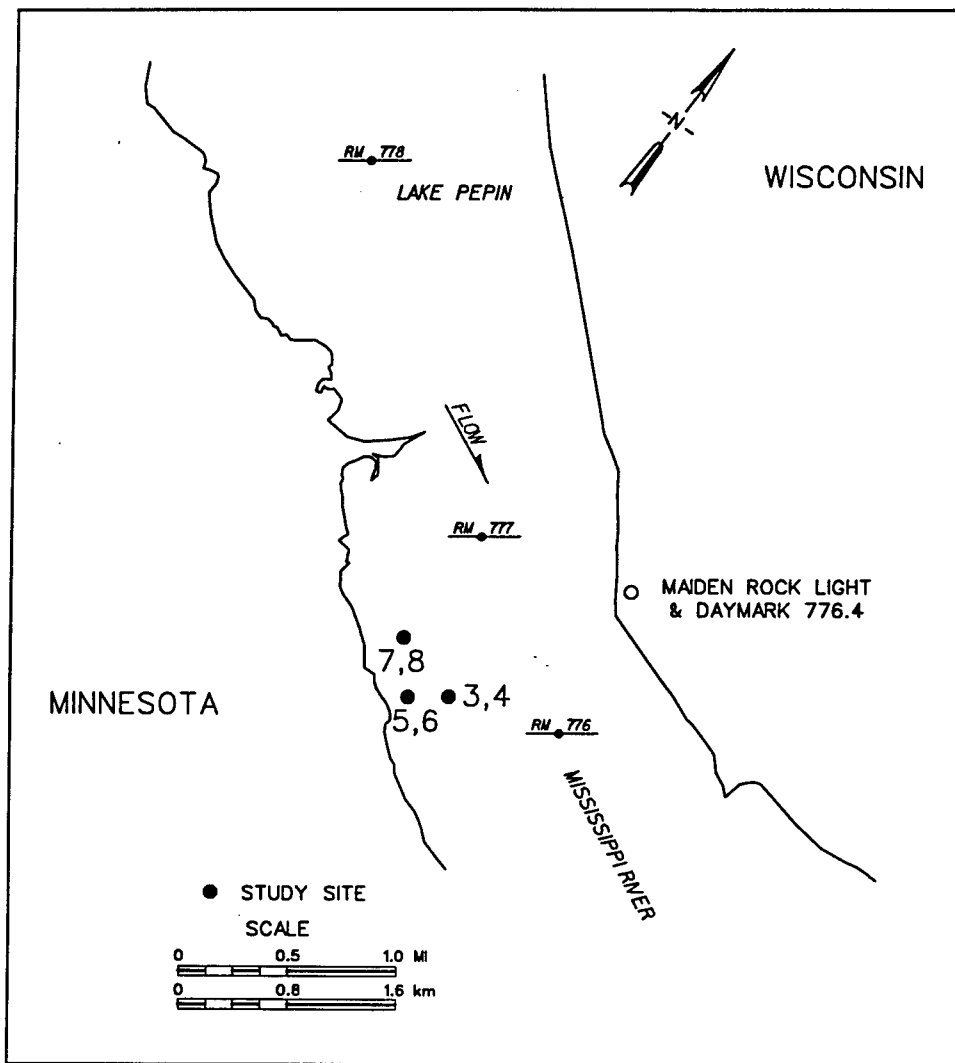 N
RM 778
LAKE PEPIN
WISCONSIN
FLOW
RM 777
MAIDEN ROCK LIGHT
& DAYMARK 776.4
7,8
MINNESOTA
5,6
3,4
RM 776
MISSISSIPPI RIVER
STUDY SITE
SCALE
0 0.5 1.0 MI
0 0.8 1.6 km